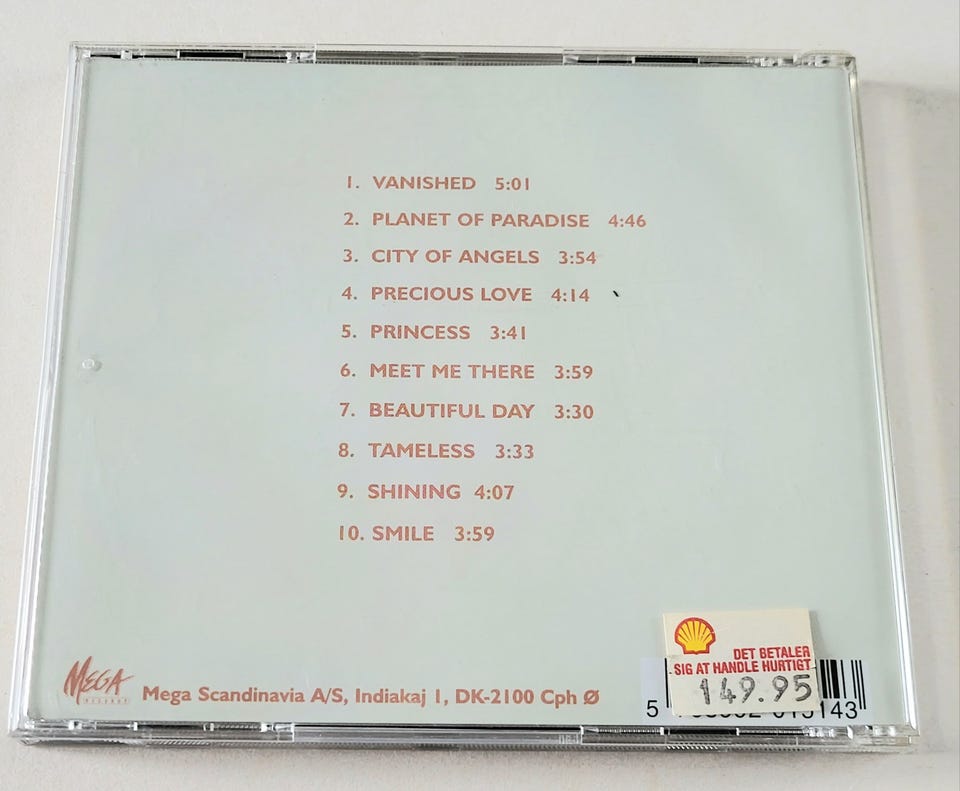 1. VANISHED 5:01
2. PLANET OF PARADISE 4:46
3. CITY OF ANGELS 3:54
4. PRECIOUS LOVE 4:14
5. PRINCESS 3:41
6. MEET ME THERE 3:59
7. BEAUTIFUL DAY 3:30
8. TAMELESS 3:33
9. SHINING 4:07
10. SMILE 3:59
DET BETALER
SIG AT HANDLE HURTIGT
149.95
MEGA
RECORDS
Mega Scandinavia A/S, Indiakaj 1, DK-2100 Cph Ø
5